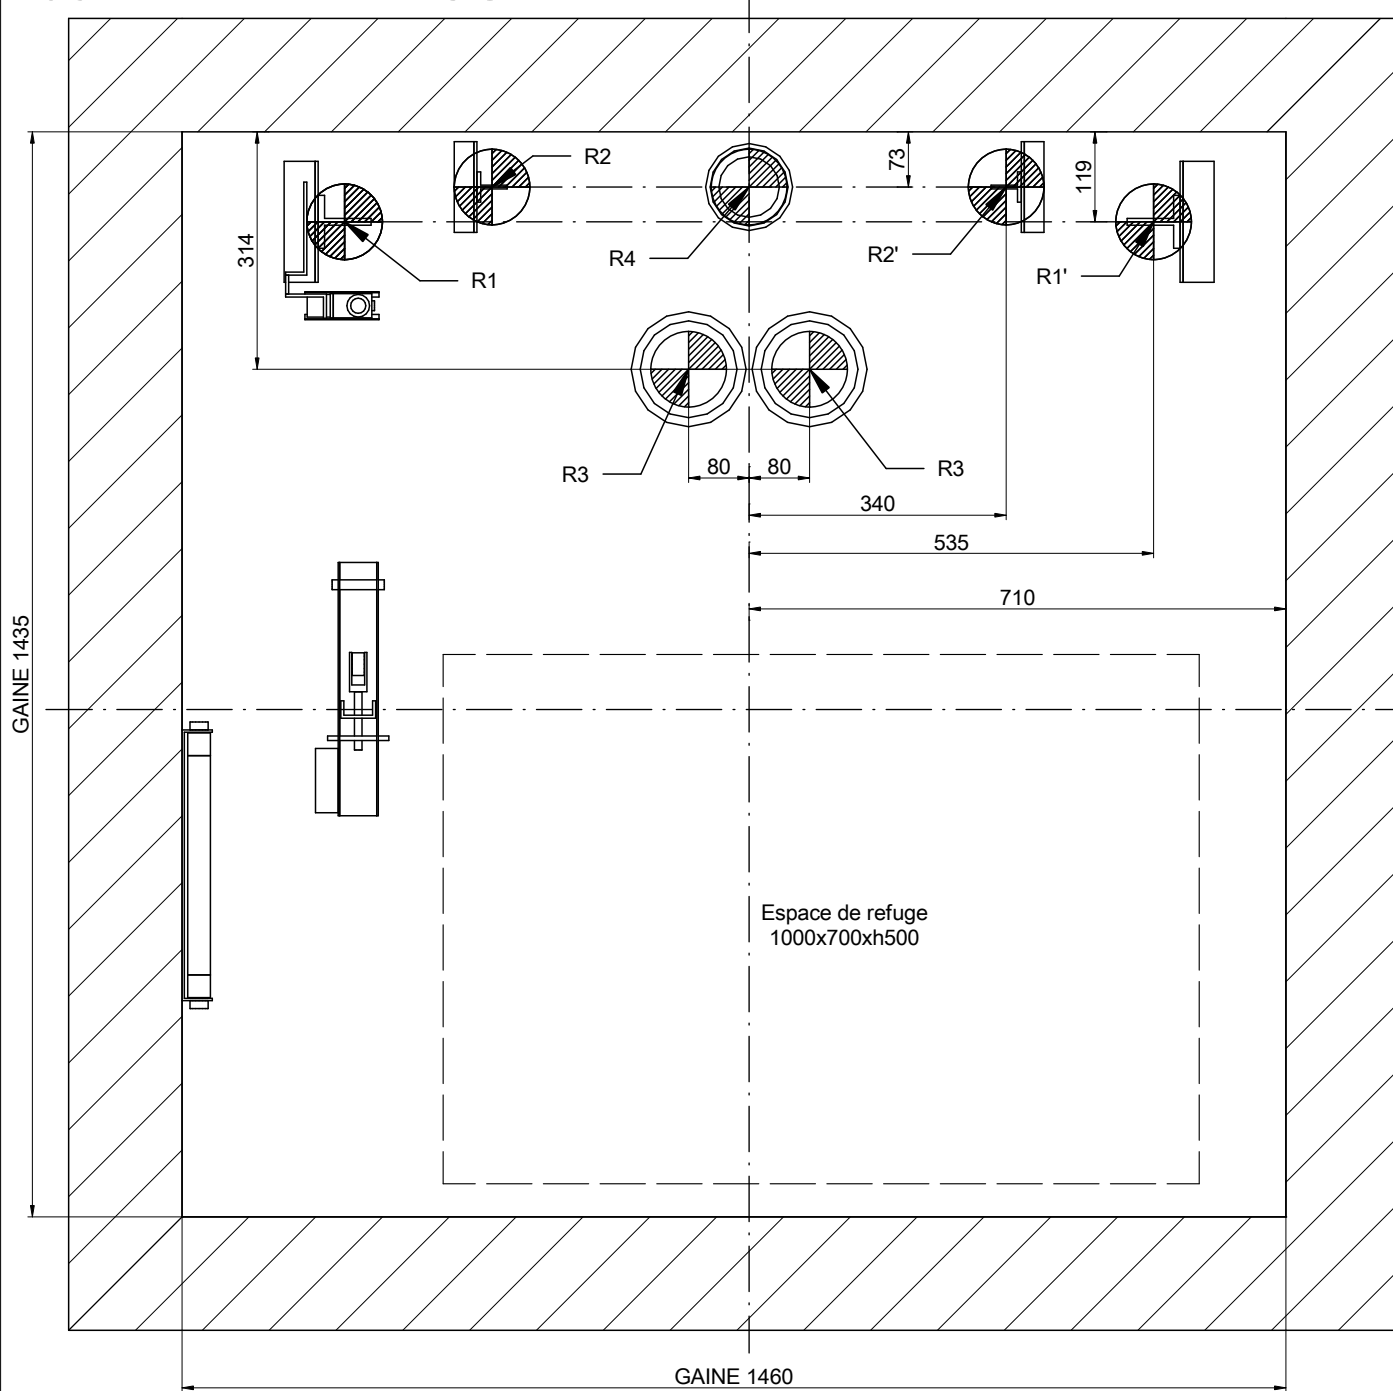 R2
73
119
314
R4
R2'
R1'
R1
R3
80
80
R3
340
535
710
GAINE 1435
Espace de refuge
1000x700xh500
GAINE 1460